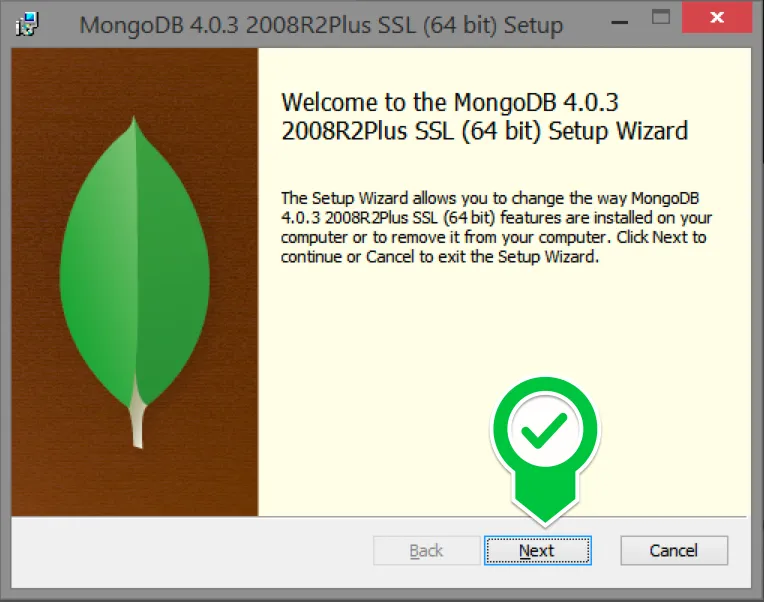 MongoDB 4.0.3 2008R2Plus SSL (64 bit) Setup
Welcome to the MongoDB 4.0.3
2008R2Plus SSL (64 bit) Setup Wizard
The Setup Wizard allows you to change the way MongoDB
4.0.3 2008R2Plus SSL (64 bit) features are installed on your
computer or to remove it from your computer. Click Next to
continue or Cancel to exit the Setup Wizard.
Back Next Cancel